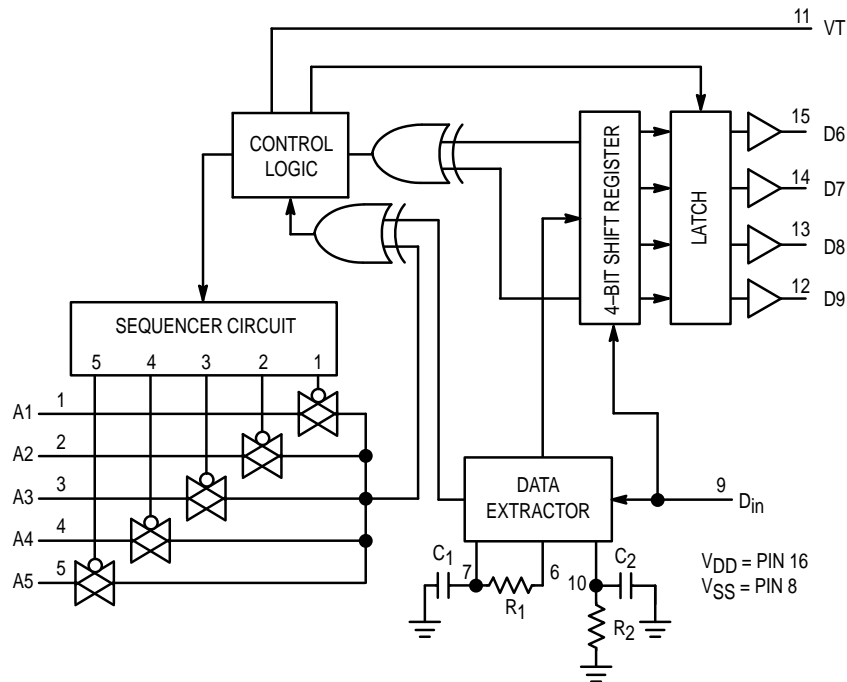 11 VT
CONTROL
LOGIC
4–BIT SHIFT REGISTER
LATCH
15 D6
14 D7
13 D8
12 D9
SEQUENCER CIRCUIT
5 4 3 2 1
A1 1
A2 2
A3 3
A4 4
A5 5
DATA
EXTRACTOR
9 Din
C1
7
R1
6
10
C2
R2
VDD = PIN 16
VSS = PIN 8